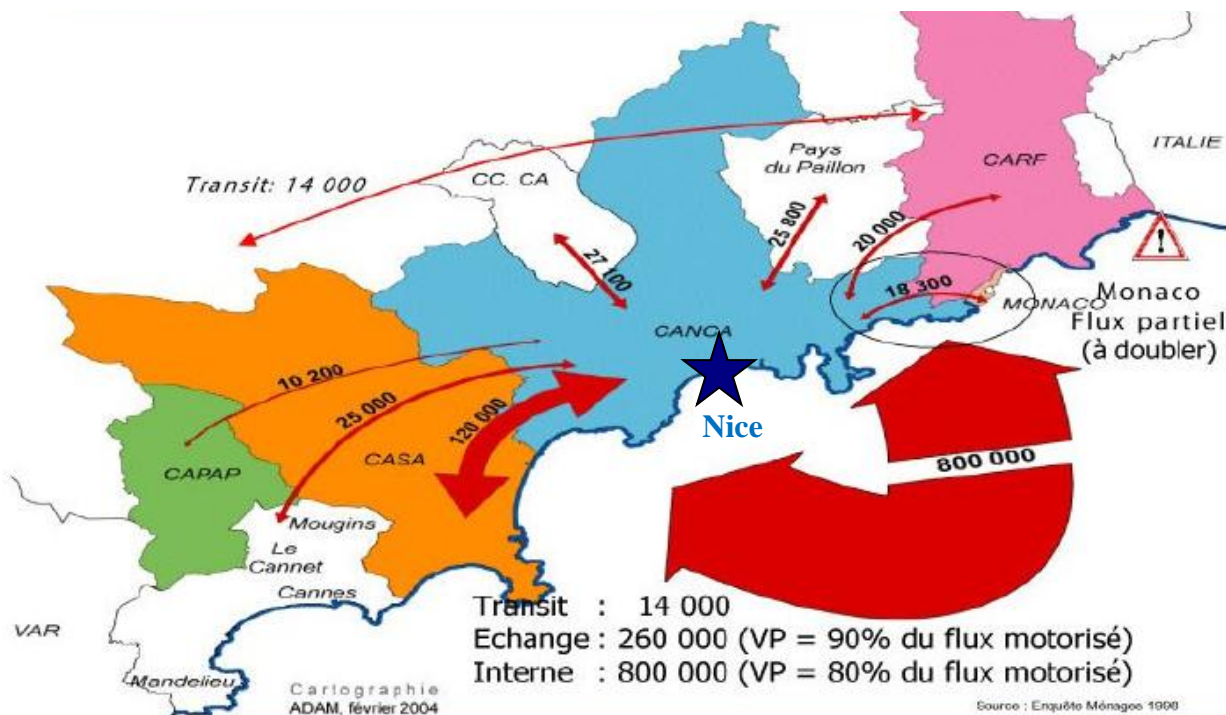 ITALIE
Pays
du Paillon
CARF
CC. CA
Transit: 14 000
25 800
20 000
27 100
18 300
MONACO
Monaco
Flux partiel
(à doubler)
CANCA
10 200
25 000
120 000
Nice
CASA
CAPAP
800 000
Mougins
Le
Cannet
Cannes
VAR
Mandelieu
Transit : 14 000
Echange : 260 000 (VP = 90% du flux motorisé)
Interne : 800 000 (VP = 80% du flux motorisé)
Cartographie
ADAM, février 2004
Source : Enquête Ménages 1998